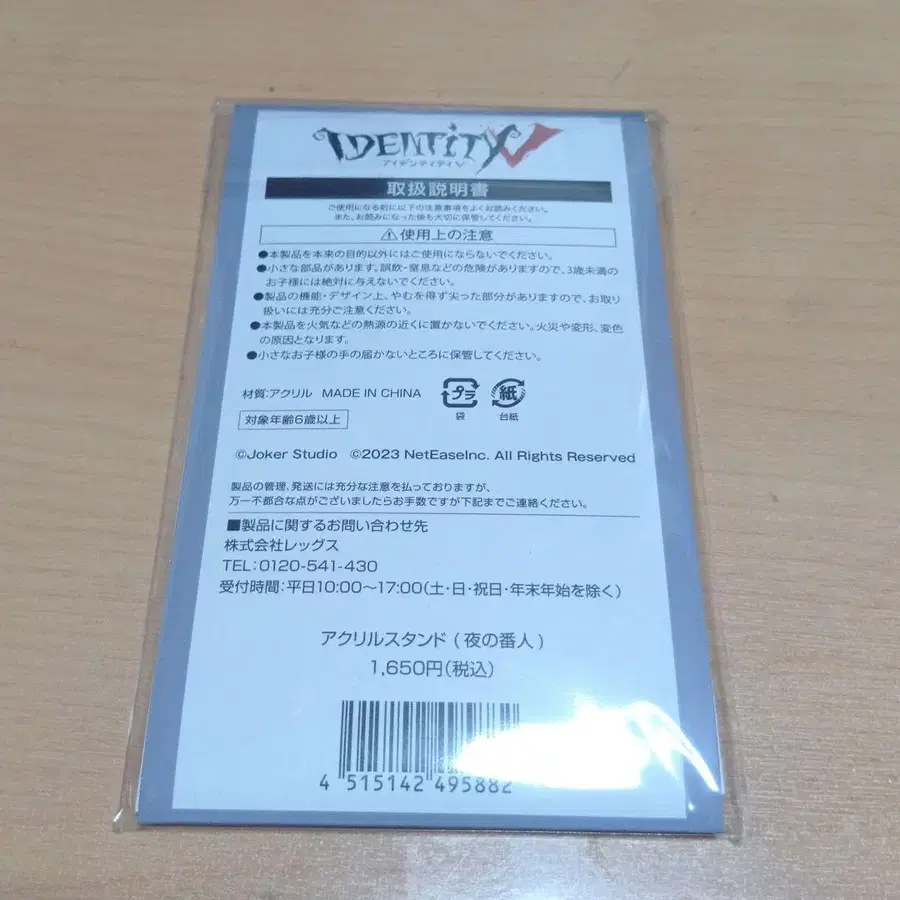 IDENTITY V
アイデンティティV
取扱説明書
ご使用になる前に以下の注意事項をよくお読みください。
また、お読みになった後も大切に保管してください。
⚠使用上の注意
●本製品を本来の目的以外にはご使用にならないでください。
●小さな部品があります。誤飲・窒息などの危険がありますので、3歳未満の
お子様には絶対に与えないでください。
●製品の機能・デザイン上、やむを得ず尖った部分がありますので、お取り
扱いには充分ご注意ください。
●本製品を火気などの熱源の近くに置かないでください。火災や変形、変色
の原因となります。
●小さなお子様の手の届かないところに保管してください。
材質:アクリル MADE IN CHINA
プラ
袋
紙
台紙
対象年齢6歳以上
©Joker Studio ©2023 NetEaseInc. All Rights Reserved
製品の管理、発送には充分な注意を払っておりますが、
万一不都合な点がございましたらお手数ですが下記までご連絡ください。
■製品に関するお問い合わせ先
株式会社レッグス
TEL:0120-541-430
受付時間:平日10:00〜17:00(土・日・祝日・年末年始を除く)
アクリルスタンド(夜の番人)
1,650円(税込)
4 515142 495882